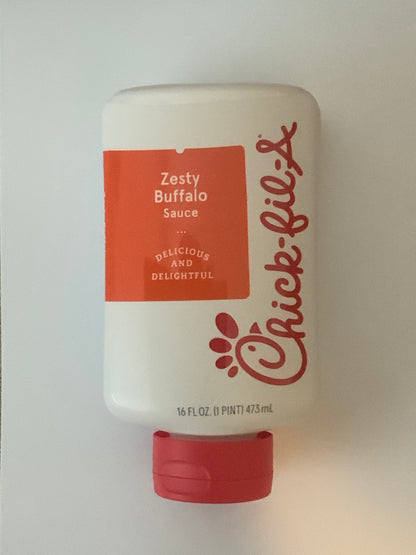 Zesty
Buffalo
Sauce
...
DELICIOUS
AND
DELIGHTFUL
Chick-fil-A
16 FL OZ. (1 PINT) 473 mL